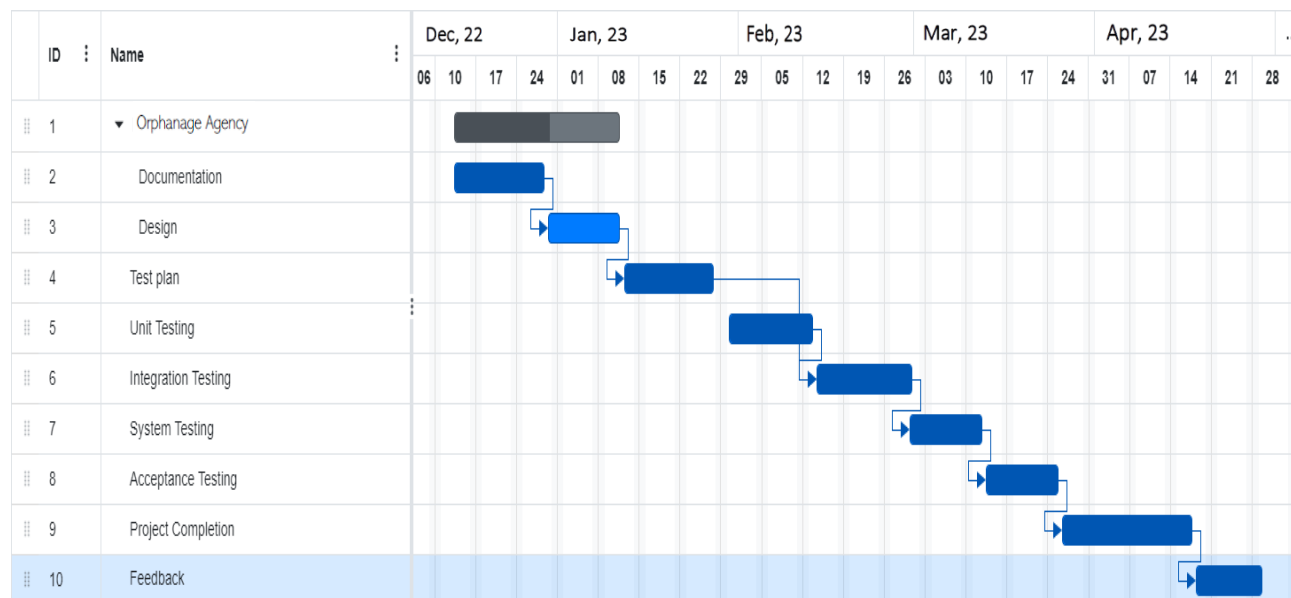 ID Name Dec, 22 Jan, 23 Feb, 23 Mar, 23 Apr, 23
06 10 17 24 01 08 15 22 29 05 12 19 26 03 10 17 24 31 07 14 21 28
1 Orphanage Agency
2 Documentation
3 Design
4 Test plan
5 Unit Testing
6 Integration Testing
7 System Testing
8 Acceptance Testing
9 Project Completion
10 Feedback